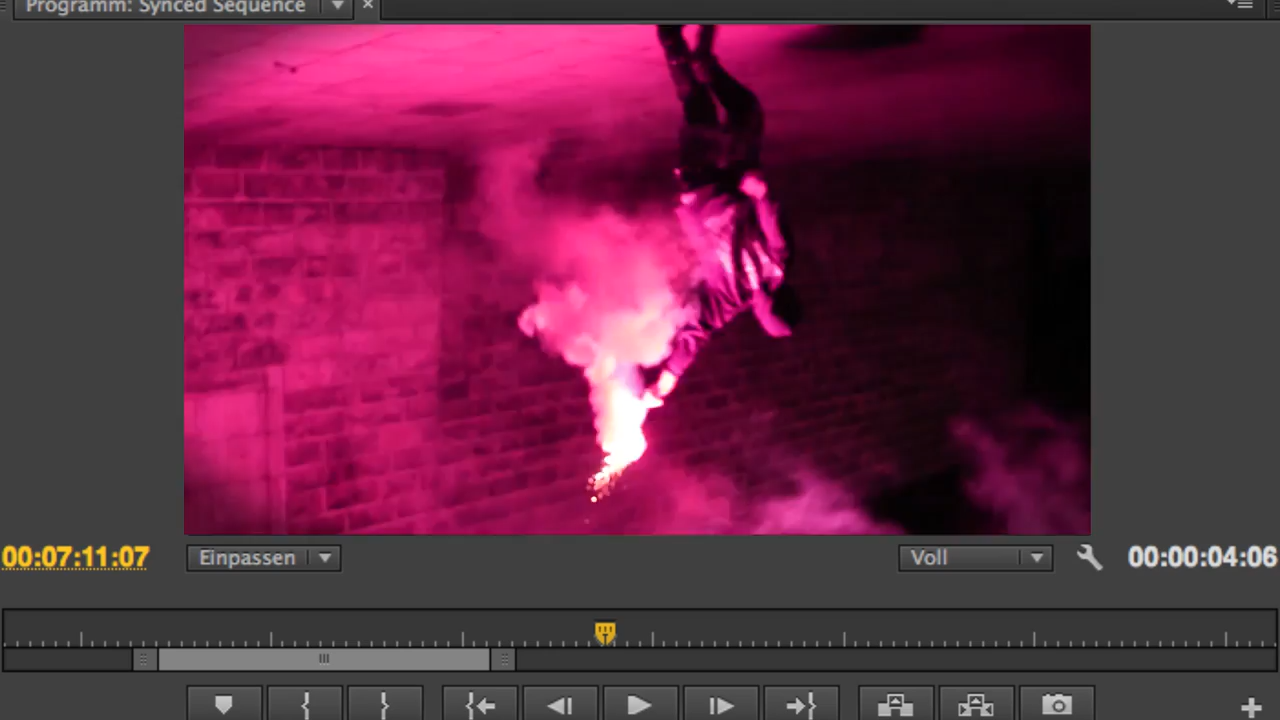 Programm: Synced Sequence
00:07:11:07
Einpassen
Voll
00:00:04:06